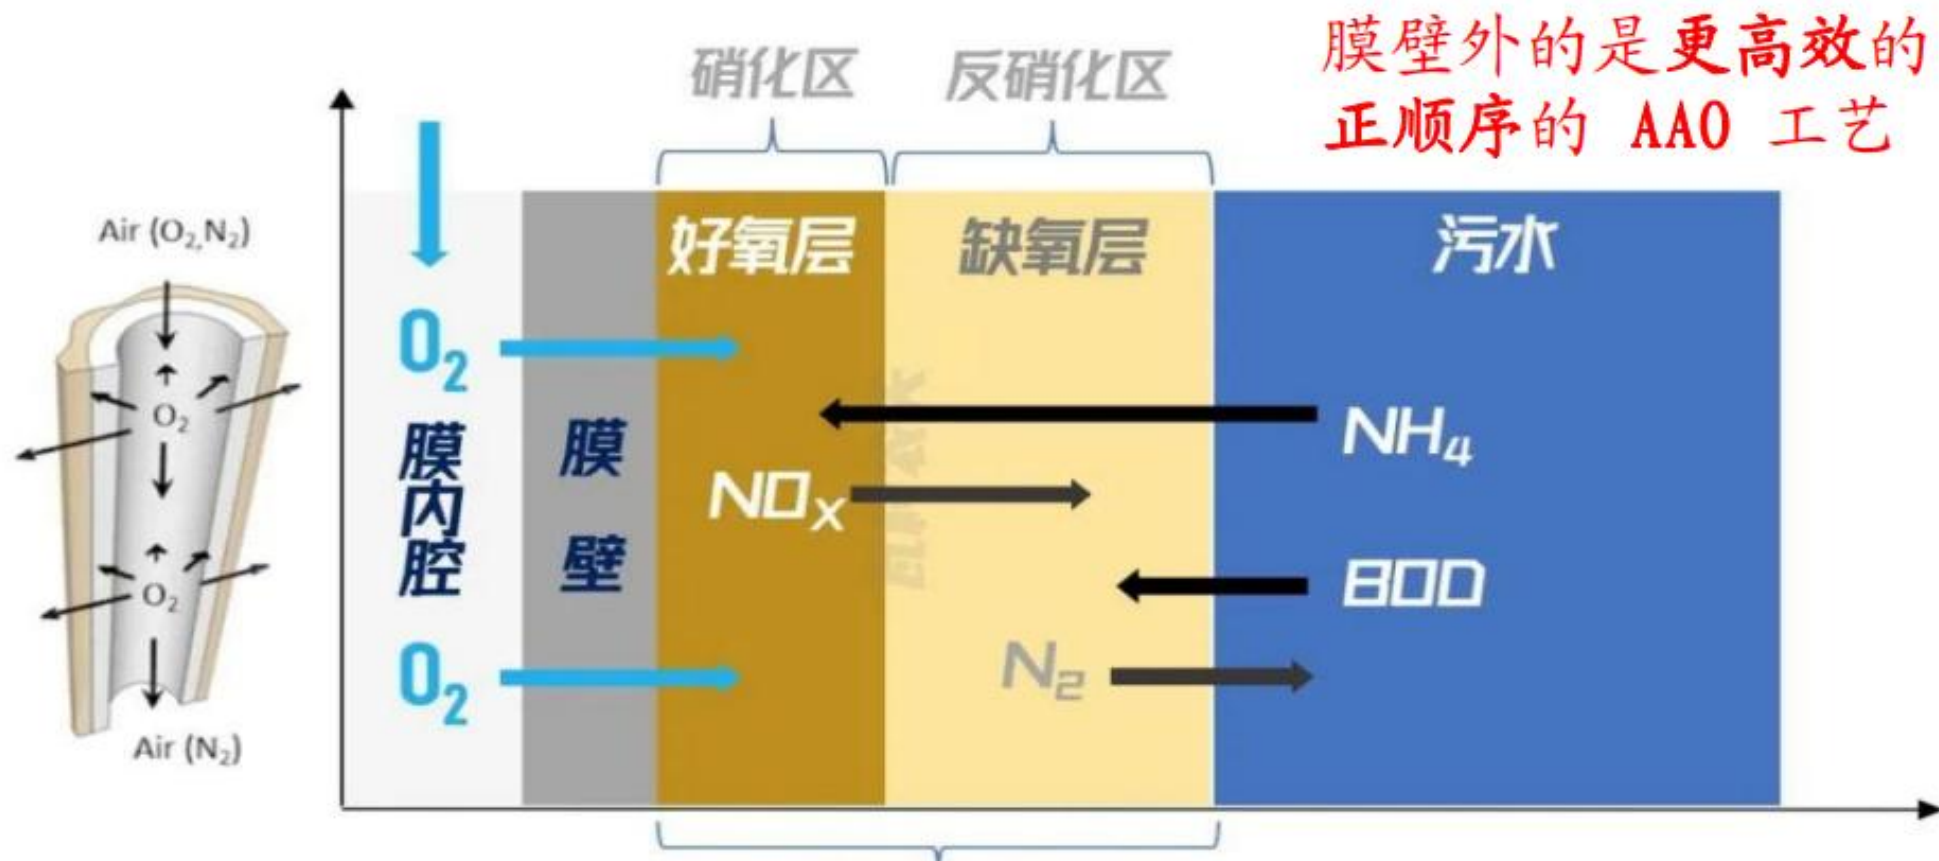 膜壁外的是更高效的
正顺序的 AAO 工艺
硝化区
反硝化区
好氧层
缺氧层
污水
Air (O₂,N₂)
O₂
O₂
Air (N₂)
O₂
膜内腔
O₂
膜壁
NOₓ
NH₄
BOD
N₂